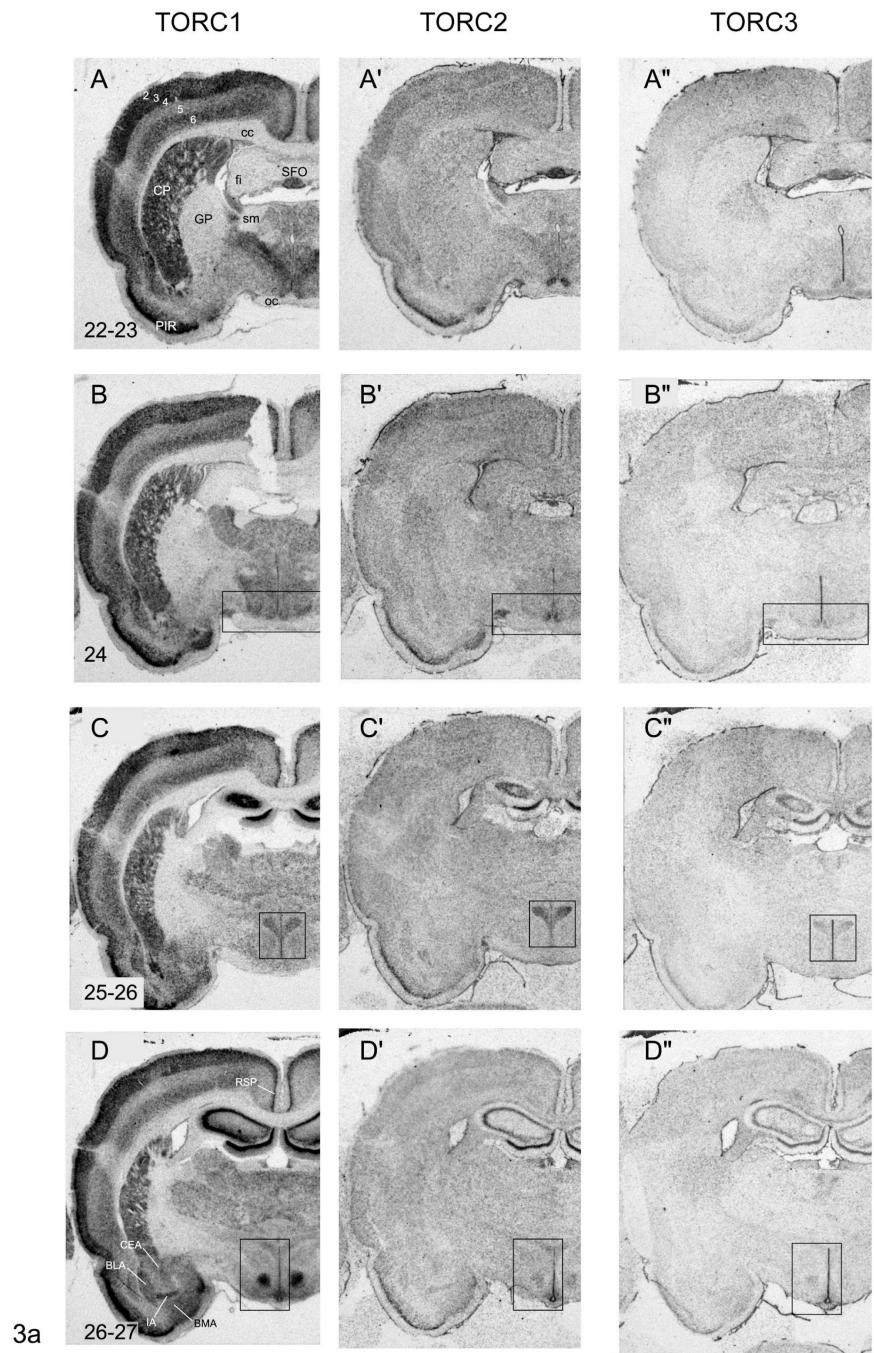 TORC1 TORC2 TORC3
A A' A"
2 3 4 5 6
cc
CP fi SFO
GP sm
oc
PIR
22-23
B B' B"
24
C C' C"
25-26
D D' D"
RSP
CEA
BLA
IA BMA
26-27
3a